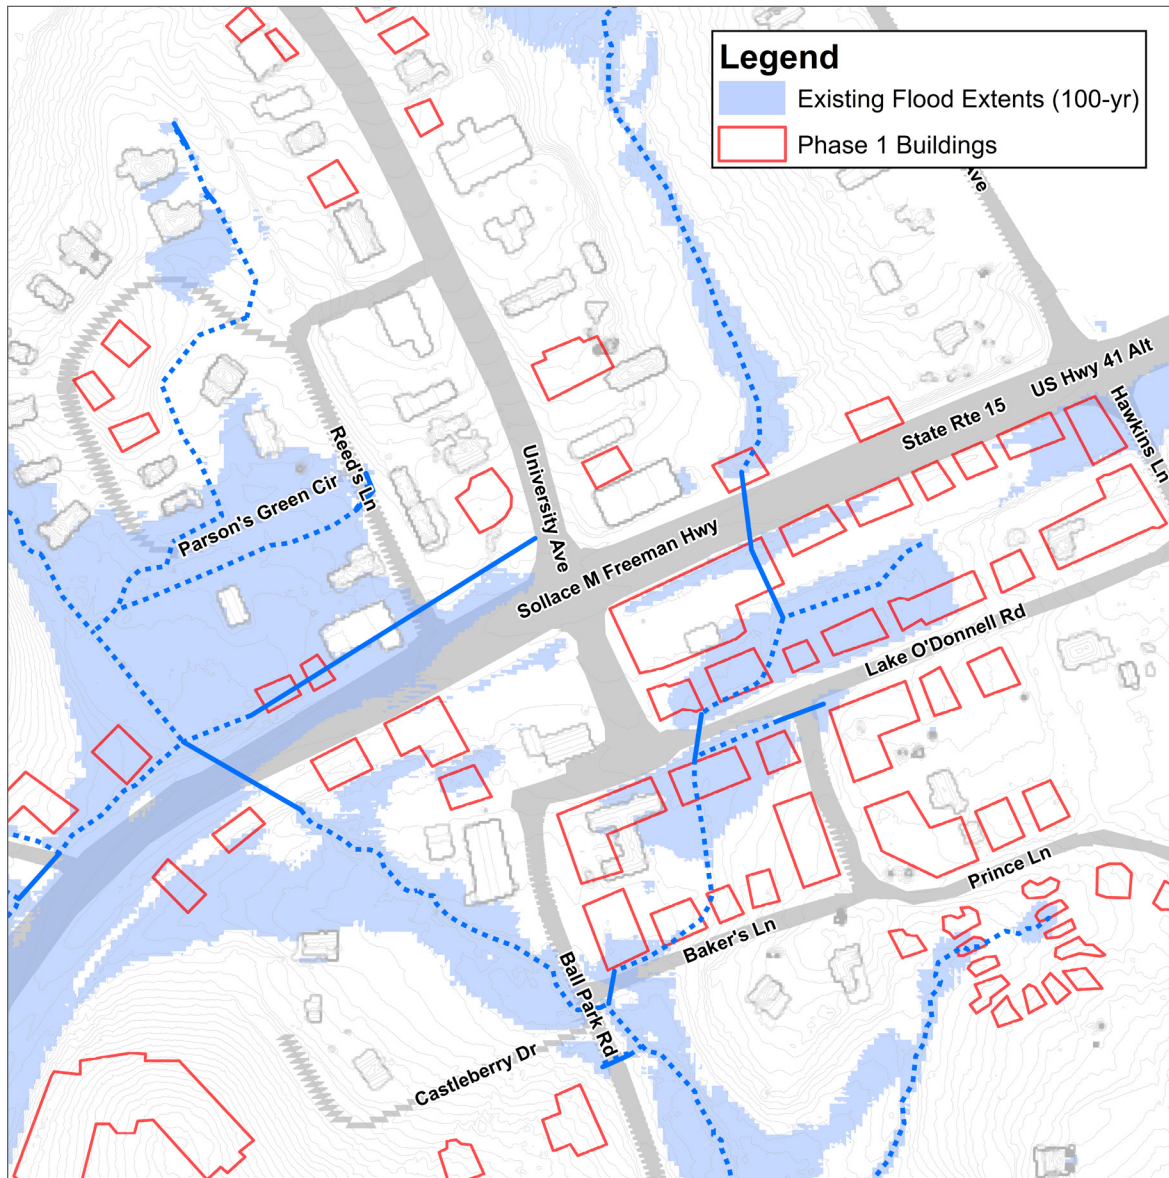 Legend
Existing Flood Extents (100-yr)
Phase 1 Buildings
Ave
US Hwy 41 Alt
State Rte 15
Hawkins Ln
Reed's Ln
University Ave
Parson's Green Cir
Sollace M Freeman Hwy
Lake O'Donnell Rd
Prince Ln
Baker's Ln
Ball Park Rd
Castleberry Dr